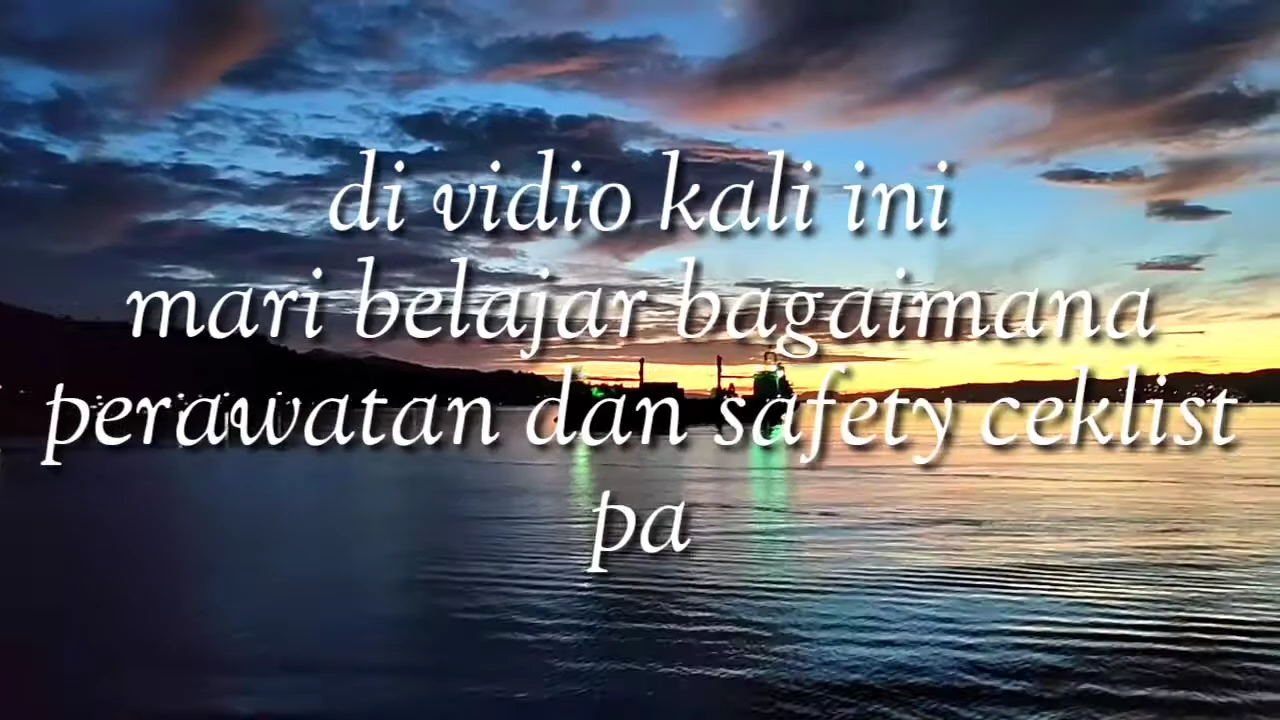 di vidio kali ini
mari belajar bagaimana
perawatan dan safety ceklist
pa